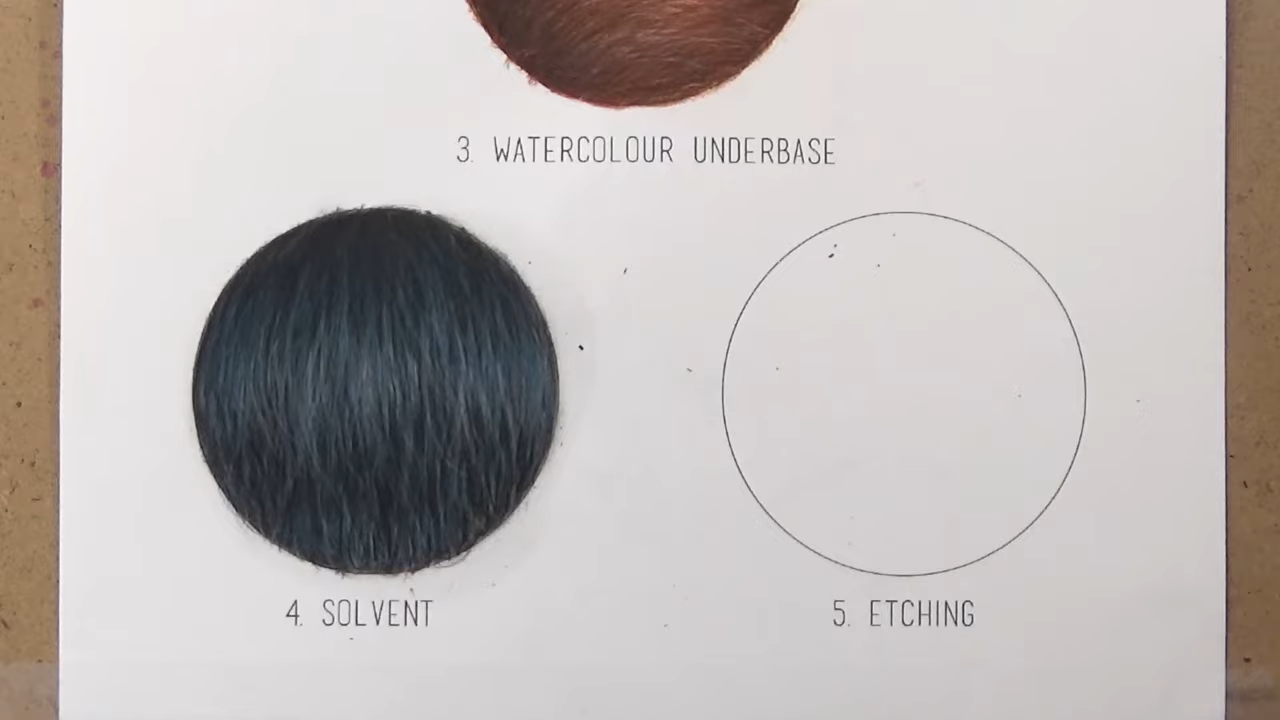 3. WATERCOLOUR UNDERBASE
4. SOLVENT
5. ETCHING